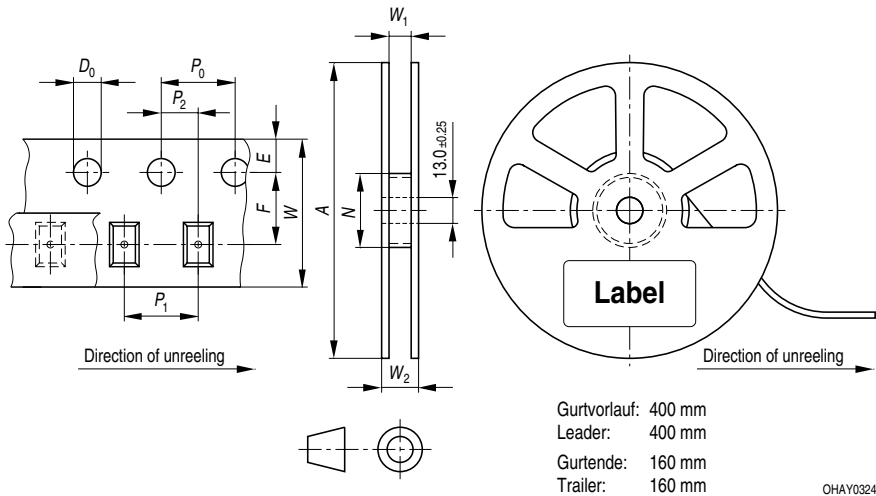 W1
D0
P0
P2
E
F
W
P1
Direction of unreeling
A
N
13.0±0.25
W2
Label
Direction of unreeling
Gurtvorlauf: 400 mm
Leader: 400 mm
Gurtende: 160 mm
Trailer: 160 mm
OHAY0324